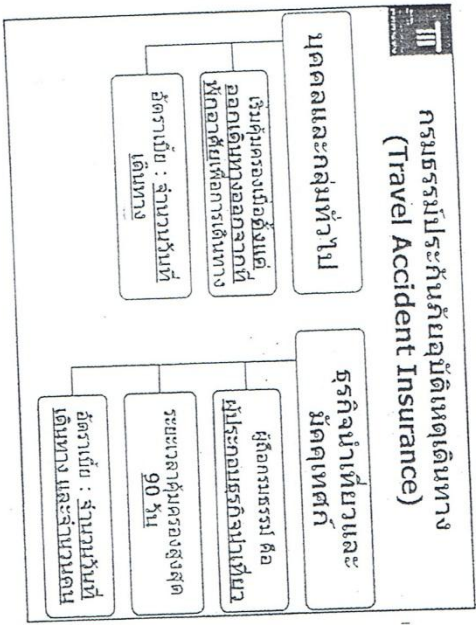 กรมธรรม์ประกันภัยอุบัติเหตุเดินทาง
(Travel Accident Insurance)
บุคคลและกลุ่มทั่วไป
เริ่มคุ้มครองเมื่อตั้งแต่
ออกเดินทางออกจากที่
พักอาศัยเพื่อการเดินทาง
อัตราเบี้ย : จำนวนวันที่
เดินทาง
ธุรกิจนำเที่ยวและ
มัคคุเทศก์
ผู้ถือกรมธรรม์ คือ
ผู้ประกอบธุรกิจนำเที่ยว
ระยะเวลาคุ้มครองสูงสุด
90 วัน
อัตราเบี้ย : จำนวนวันที่
เดินทาง และจำนวนคน